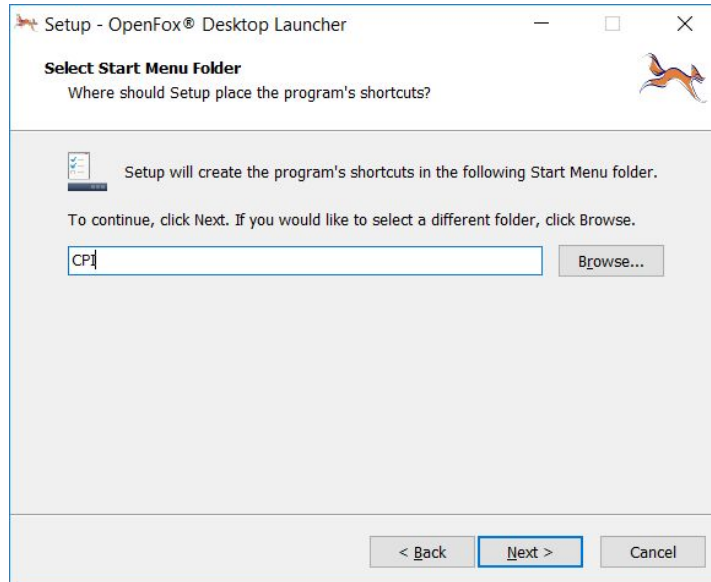 Setup - OpenFox® Desktop Launcher
Select Start Menu Folder
Where should Setup place the program's shortcuts?
Setup will create the program's shortcuts in the following Start Menu folder.
To continue, click Next. If you would like to select a different folder, click Browse.
CPI
Browse...
< Back
Next >
Cancel